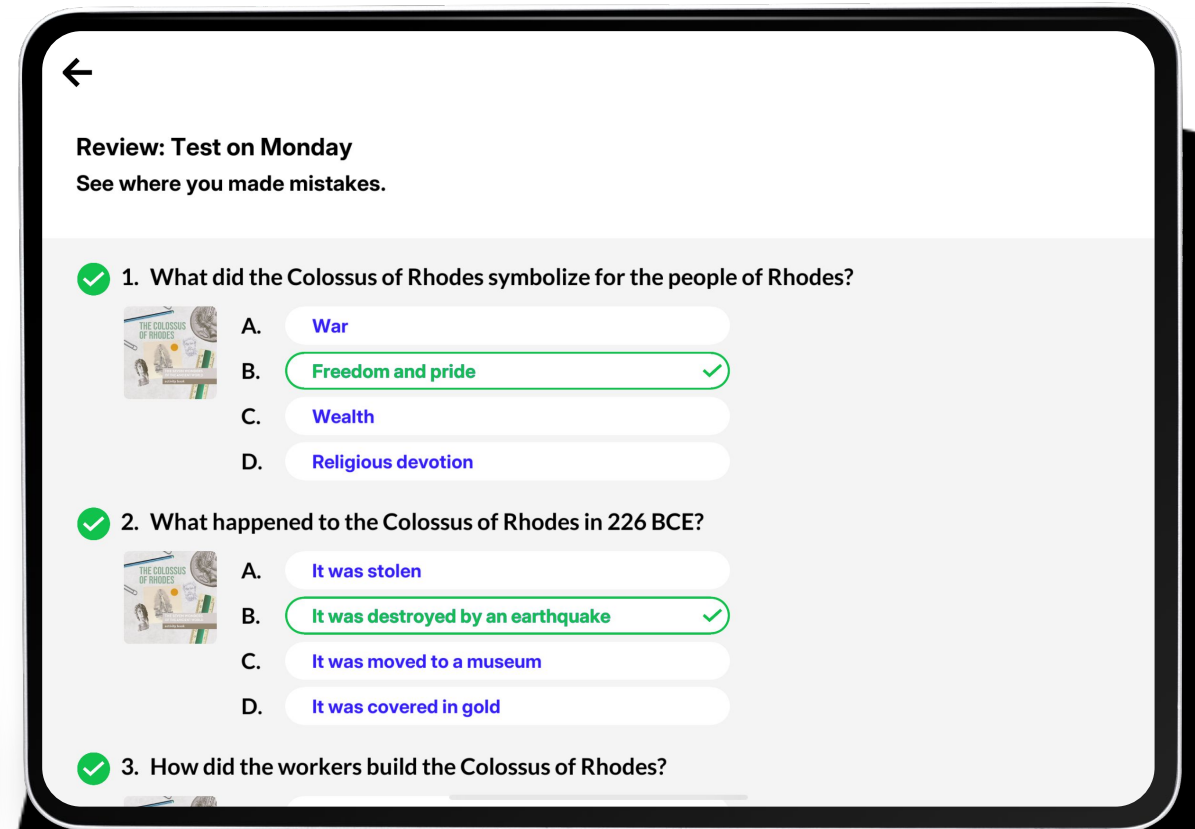 Review: Test on Monday
See where you made mistakes.
1. What did the Colossus of Rhodes symbolize for the people of Rhodes?
THE COLOSSUS
OF RHODES
A. War
B. Freedom and pride
C. Wealth
D. Religious devotion
2. What happened to the Colossus of Rhodes in 226 BCE?
THE COLOSSUS
OF RHODES
A. It was stolen
B. It was destroyed by an earthquake
C. It was moved to a museum
D. It was covered in gold
3. How did the workers build the Colossus of Rhodes?